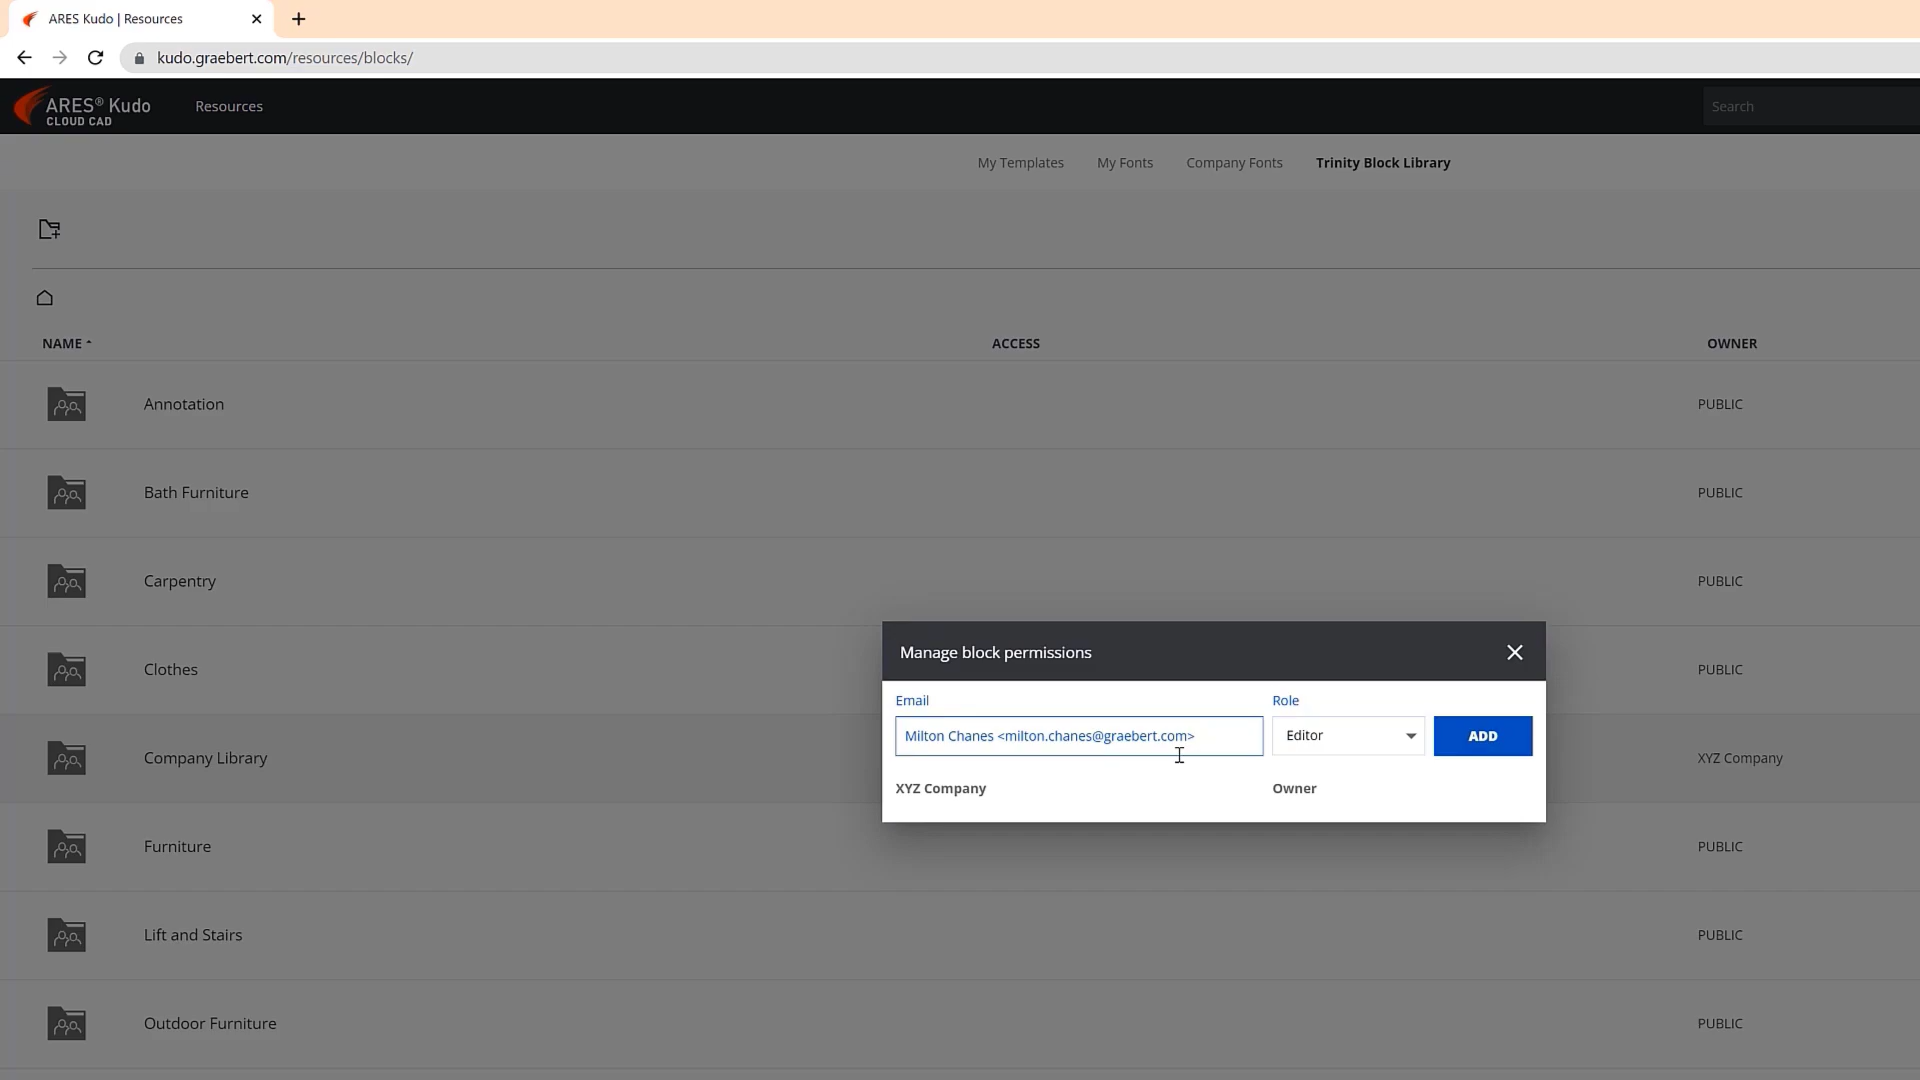 ARES Kudo | Resources
kudo.graebert.com/resources/blocks/
ARES® Kudo
CLOUD CAD
Resources
Search
My Templates
My Fonts
Company Fonts
Trinity Block Library
NAME
ACCESS
OWNER
Annotation
PUBLIC
Bath Furniture
PUBLIC
Carpentry
PUBLIC
Clothes
PUBLIC
Company Library
XYZ Company
Furniture
PUBLIC
Lift and Stairs
PUBLIC
Outdoor Furniture
PUBLIC
Manage block permissions
Email
Role
Milton Chanes <milton.chanes@graebert.com>
Editor
ADD
XYZ Company
Owner